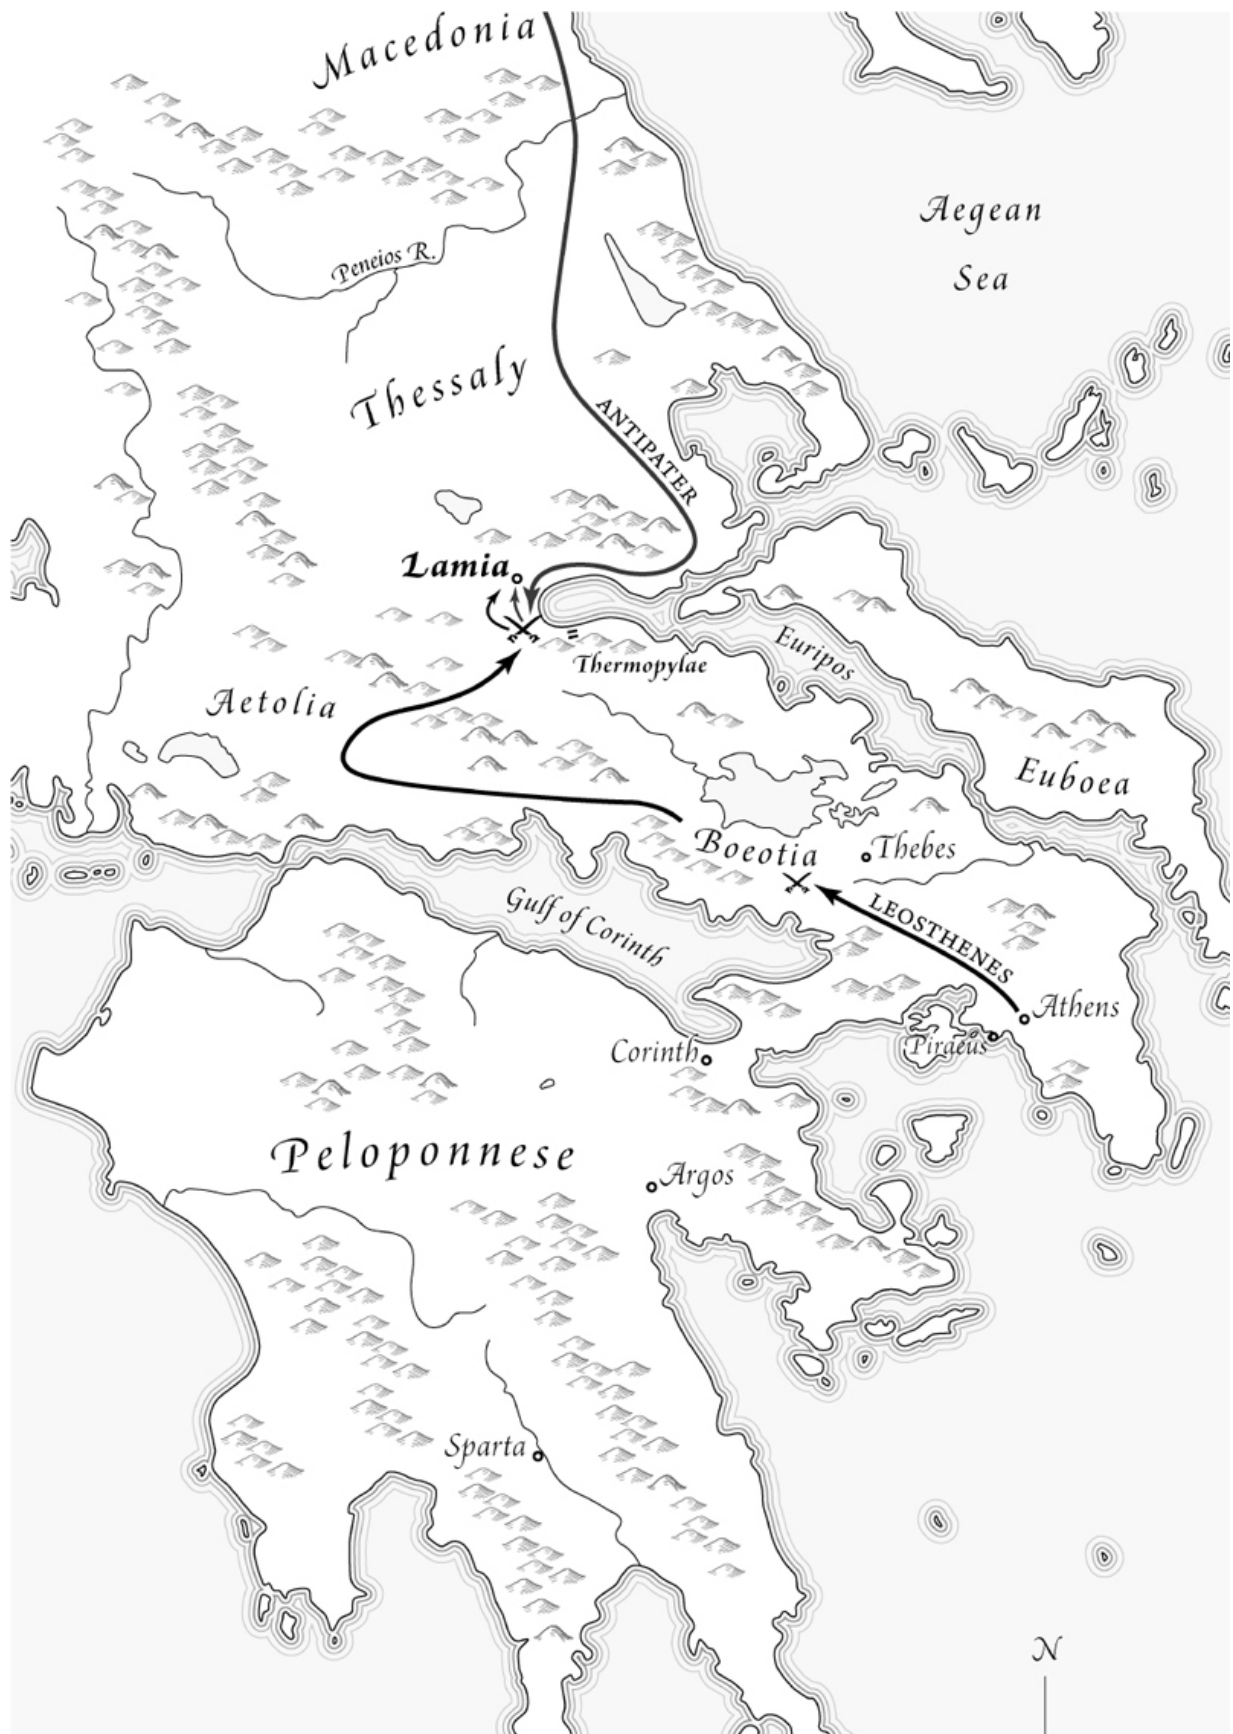 Macedonia
Aegean
Sea
Peneios R.
Thessaly
ANTIPATER
Lamia
Euripos
Thermopylae
Aetolia
Euboea
Boeotia
Thebes
LEOSTHENES
Gulf of Corinth
Athens
Piraeus
Corinth
Peloponnese
Argos
Sparta
N